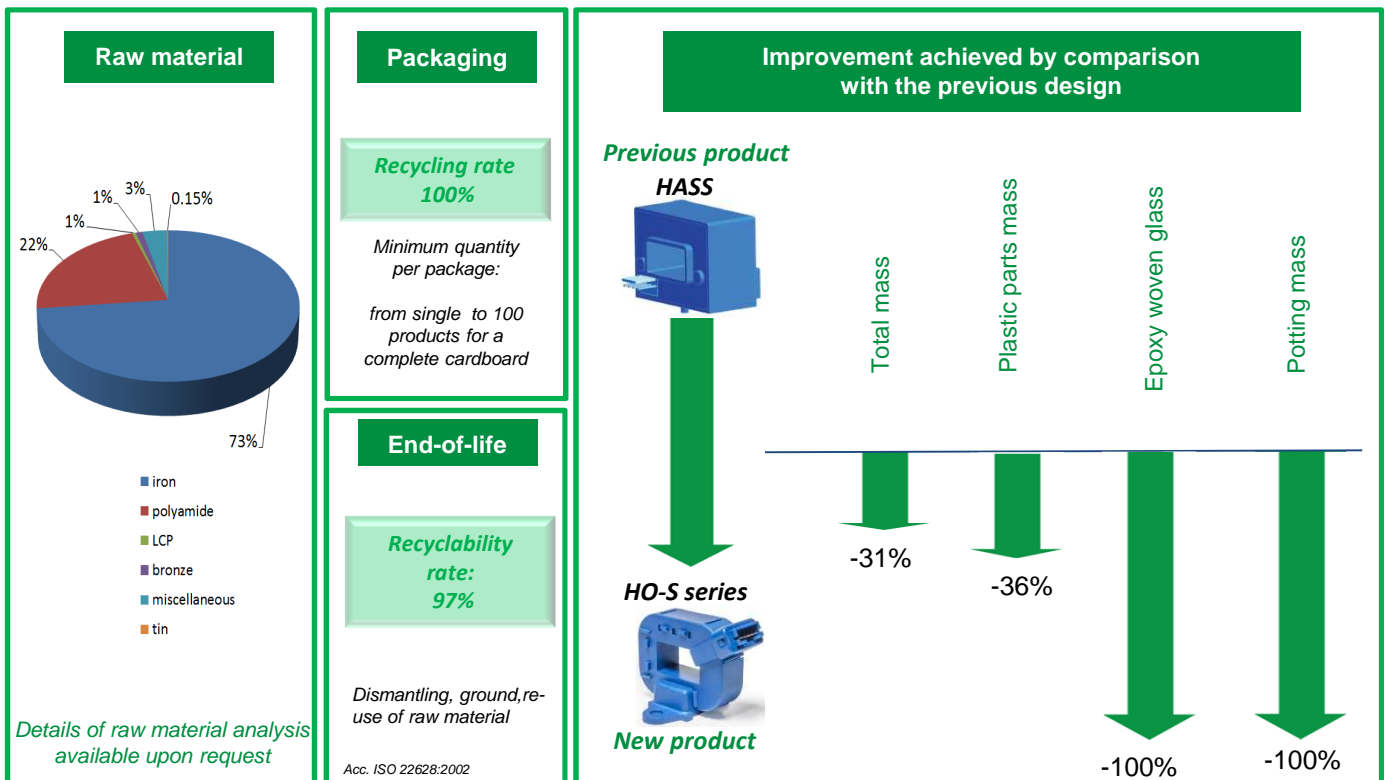 Raw material
3%
0.15%
1%
1%
22%
73%
iron
polyamide
LCP
bronze
miscellaneous
tin
Details of raw material analysis
available upon request
Packaging
Recycling rate
100%
Minimum quantity
per package:
from single to 100
products for a
complete cardboard
End-of-life
Recyclability
rate:
97%
Dismantling, ground,re-
use of raw material
Acc. ISO 22628:2002
Improvement achieved by comparison
with the previous design
Previous product
HASS
HO-S series
New product
Total mass
Plastic parts mass
Epoxy woven glass
Potting mass
-31%
-36%
-100%
-100%